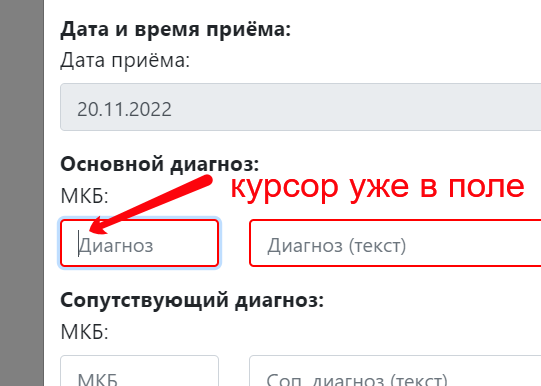 Дата и время приёма:
Дата приёма:
20.11.2022
Основной диагноз:
курсор уже в поле
МКБ:
Диагноз
Диагноз (текст)
Сопутствующий диагноз:
МКБ:
МКБ
Соп. диагноз (текст)